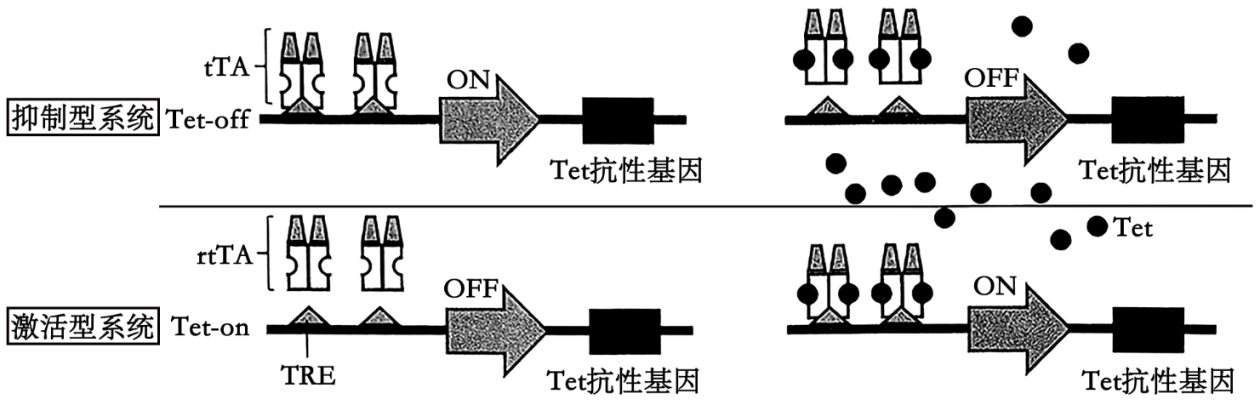 tTA
ON
OFF
抑制型系统 Tet-off
Tet抗性基因
Tet抗性基因
Tet
rtTA
OFF
ON
激活型系统 Tet-on
TRE
Tet抗性基因
Tet抗性基因